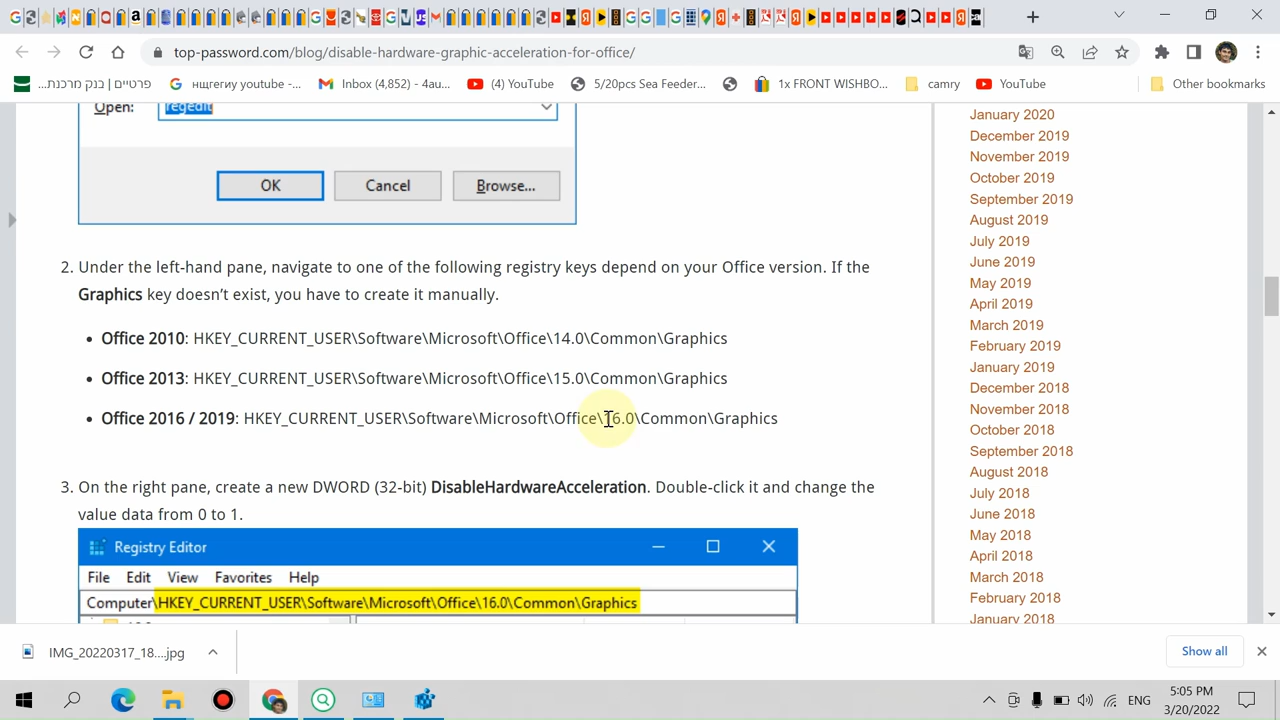 top-password.com/blog/disable-hardware-graphic-acceleration-for-office/
פרטיים | בנק מרכנת...
нщгегиву youtube -...
Inbox (4,852) - 4au...
(4) YouTube
5/20pcs Sea Feeder...
1x FRONT WISHBO...
camry
YouTube
Other bookmarks
Open:
regedit
OK
Cancel
Browse...
2. Under the left-hand pane, navigate to one of the following registry keys depend on your Office version. If the
Graphics key doesn’t exist, you have to create it manually.
• Office 2010: HKEY_CURRENT_USER\Software\Microsoft\Office\14.0\Common\Graphics
• Office 2013: HKEY_CURRENT_USER\Software\Microsoft\Office\15.0\Common\Graphics
• Office 2016 / 2019: HKEY_CURRENT_USER\Software\Microsoft\Office\16.0\Common\Graphics
3. On the right pane, create a new DWORD (32-bit) DisableHardwareAcceleration. Double-click it and change the
value data from 0 to 1.
Registry Editor
File Edit View Favorites Help
Computer\HKEY_CURRENT_USER\Software\Microsoft\Office\16.0\Common\Graphics
January 2020
December 2019
November 2019
October 2019
September 2019
August 2019
July 2019
June 2019
May 2019
April 2019
March 2019
February 2019
January 2019
December 2018
November 2018
October 2018
September 2018
August 2018
July 2018
June 2018
May 2018
April 2018
March 2018
February 2018
January 2018
IMG_20220317_18....jpg
Show all
ENG
5:05 PM
3/20/2022